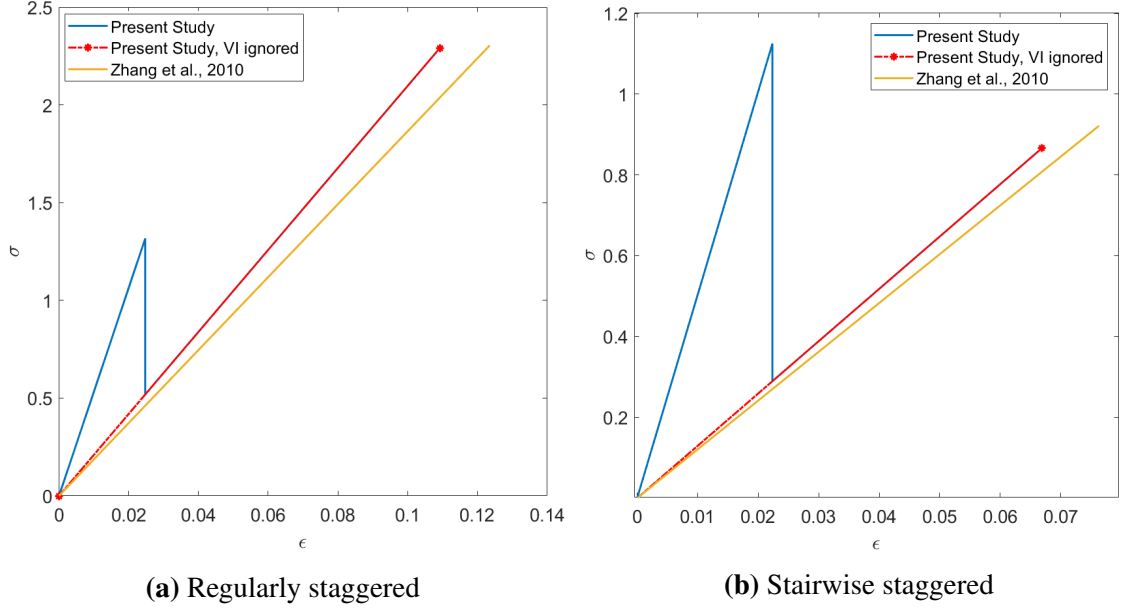 Present Study
Present Study, VI ignored
Zhang et al., 2010
2.5
2
1.5
1
0.5
0
σ
0 0.02 0.04 0.06 0.08 0.1 0.12 0.14
ϵ
(a) Regularly staggered
Present Study
Present Study, VI ignored
Zhang et al., 2010
1.2
1
0.8
0.6
0.4
0.2
σ
0 0.01 0.02 0.03 0.04 0.05 0.06 0.07
ϵ
(b) Stairwise staggered